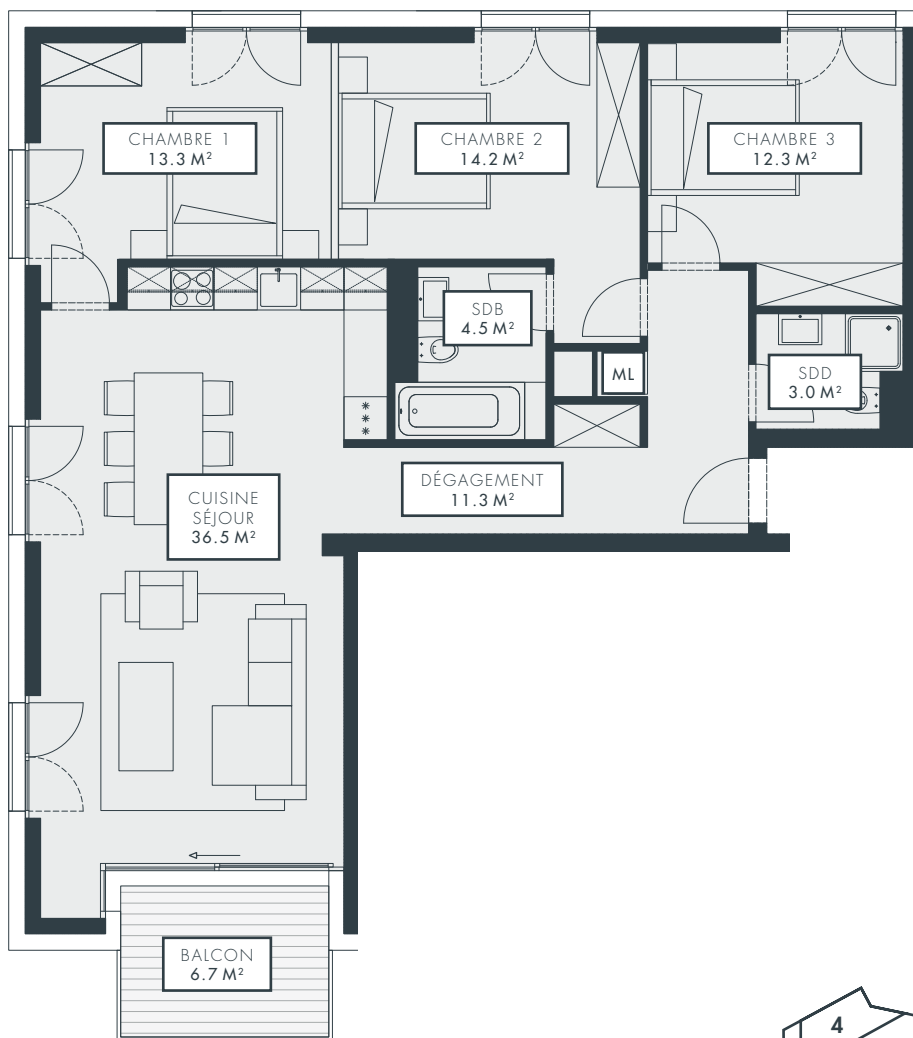 CHAMBRE 1
13.3 M²
CHAMBRE 2
14.2 M²
CHAMBRE 3
12.3 M²
SDB
4.5 M²
ML
SDD
3.0 M²
DÉGAGEMENT
11.3 M²
CUISINE
SÉJOUR
36.5 M²
BALCON
6.7 M²
4